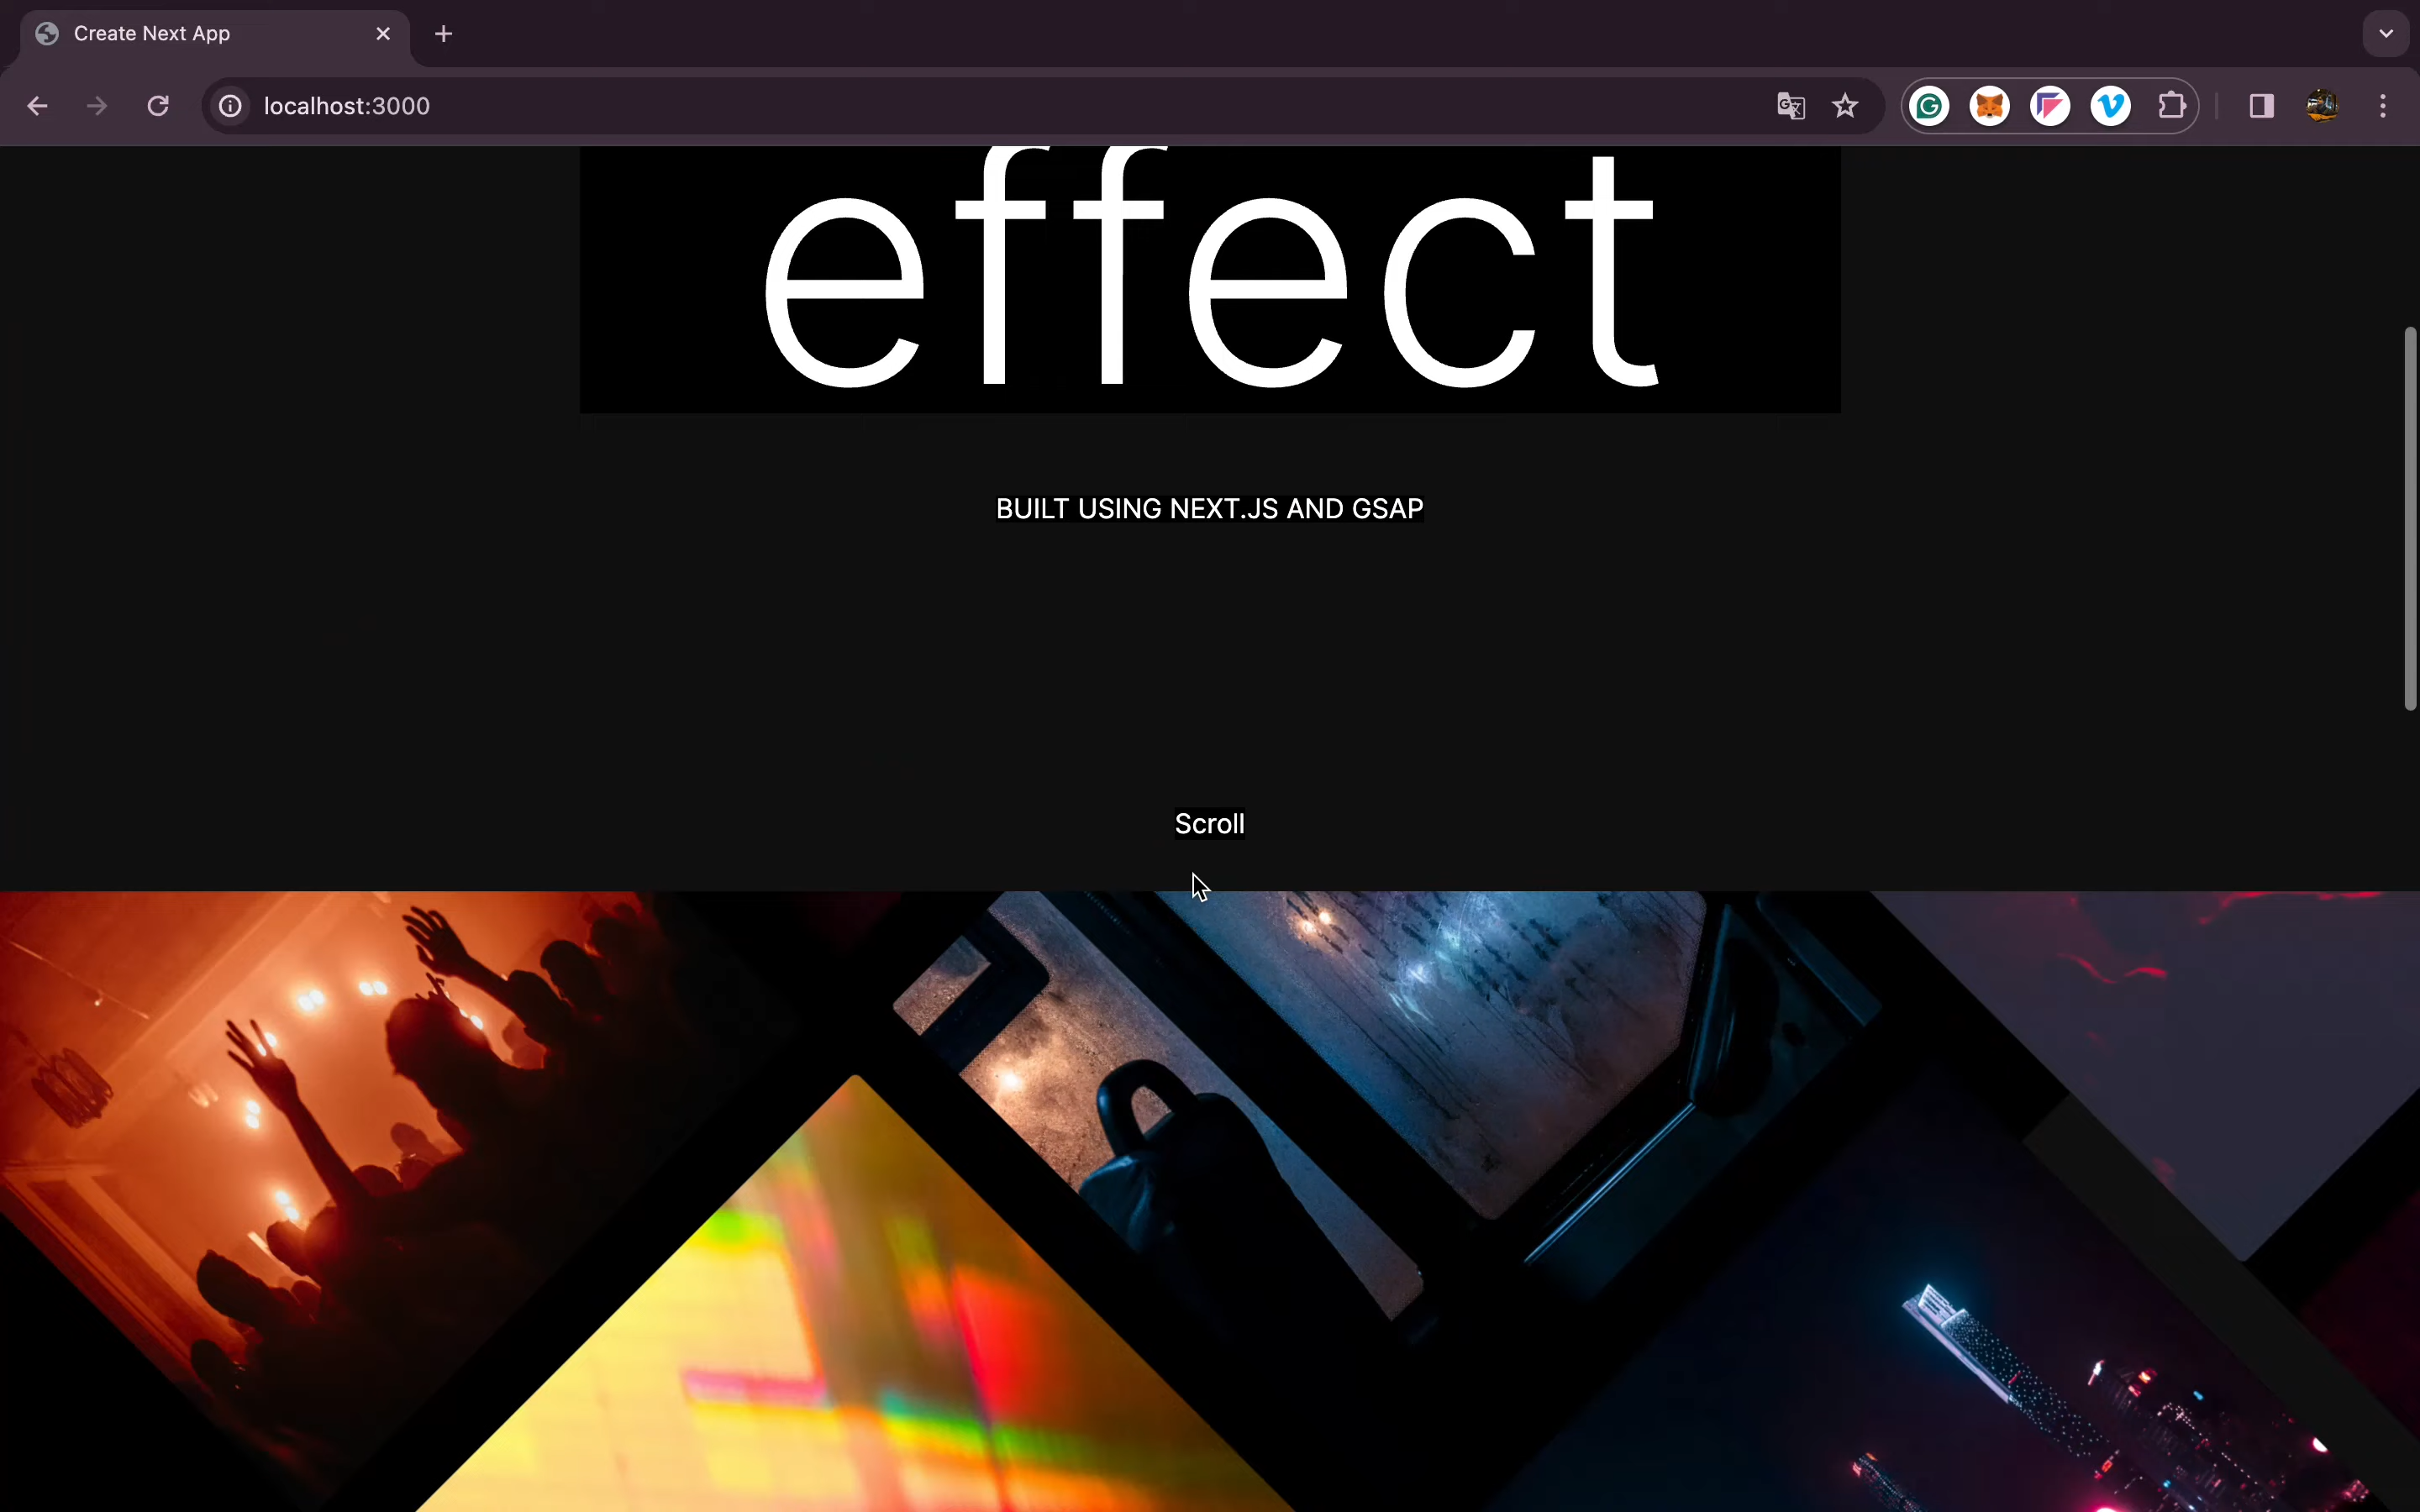 Create Next App
localhost:3000
effect
BUILT USING NEXT.JS AND GSAP
Scroll